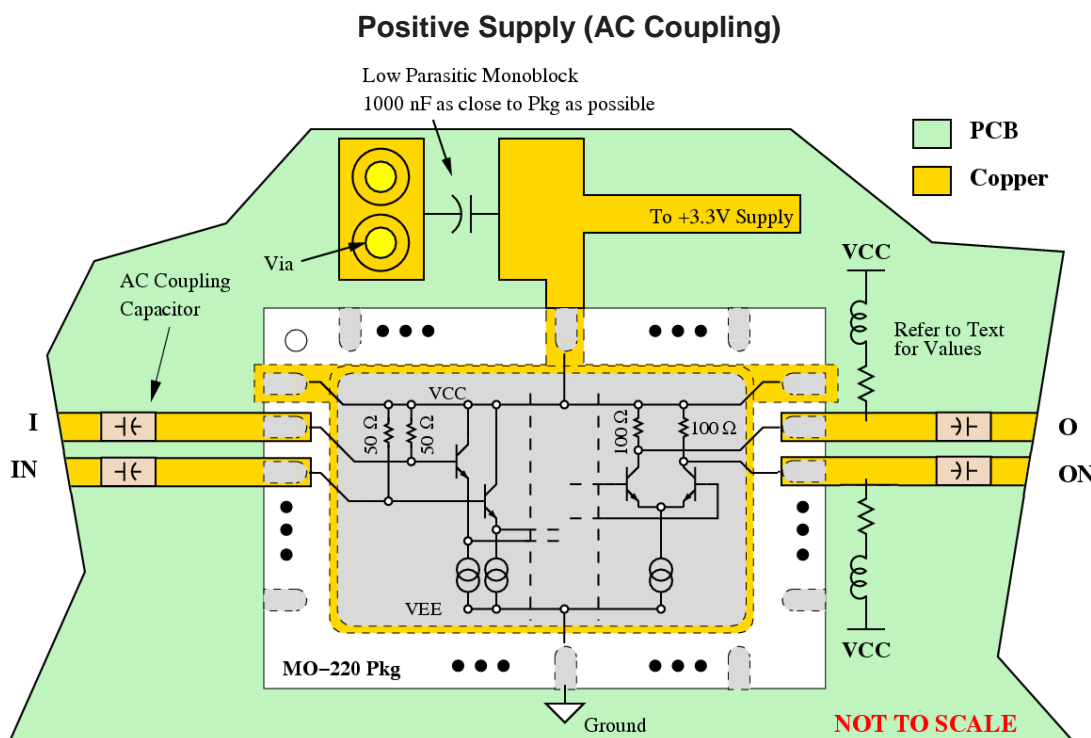 Positive Supply (AC Coupling)
Low Parasitic Monoblock
1000 nF as close to Pkg as possible
PCB
Copper
To +3.3V Supply
Via
VCC
AC Coupling
Capacitor
Refer to Text
for Values
VCC
I
50 Ω
50 Ω
100 Ω
100 Ω
O
IN
ON
VEE
VCC
MO−220 Pkg
Ground
NOT TO SCALE